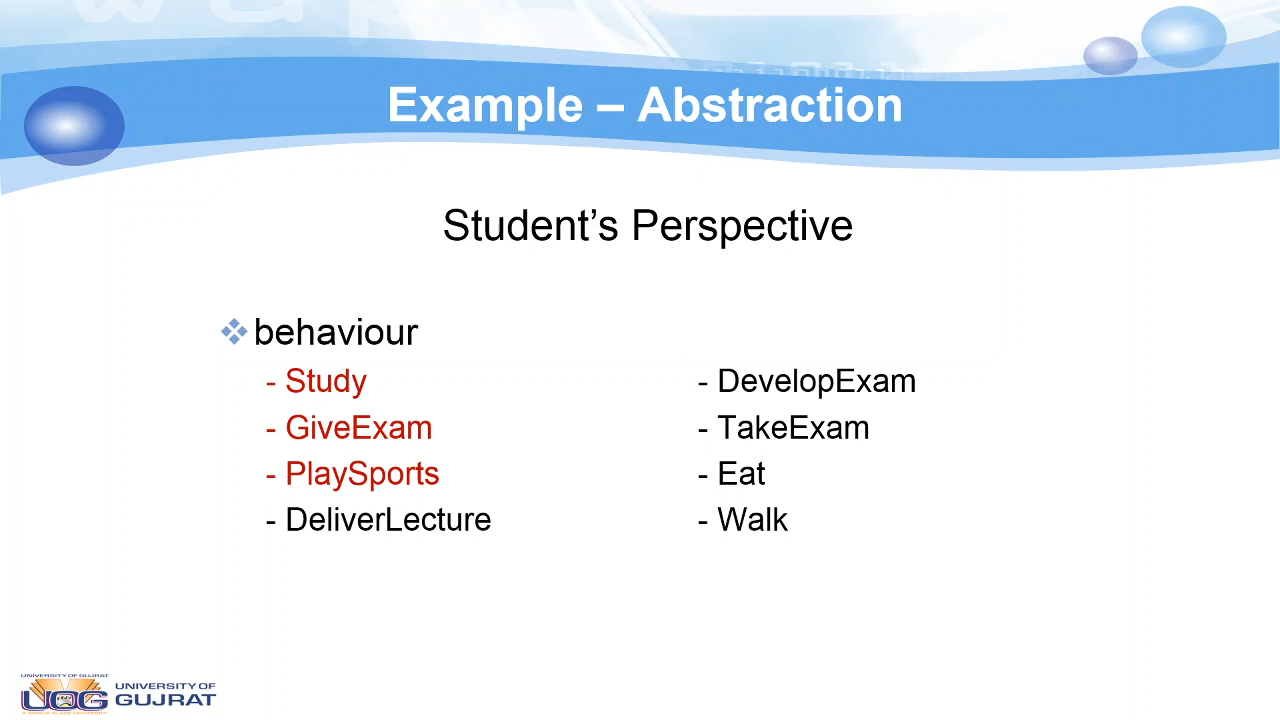 Example – Abstraction
Student’s Perspective
behaviour
- Study
- GiveExam
- PlaySports
- DeliverLecture
- DevelopExam
- TakeExam
- Eat
- Walk
UNIVERSITY OF GUJRAT
UOG
UNIVERSITY OF
GUJRAT